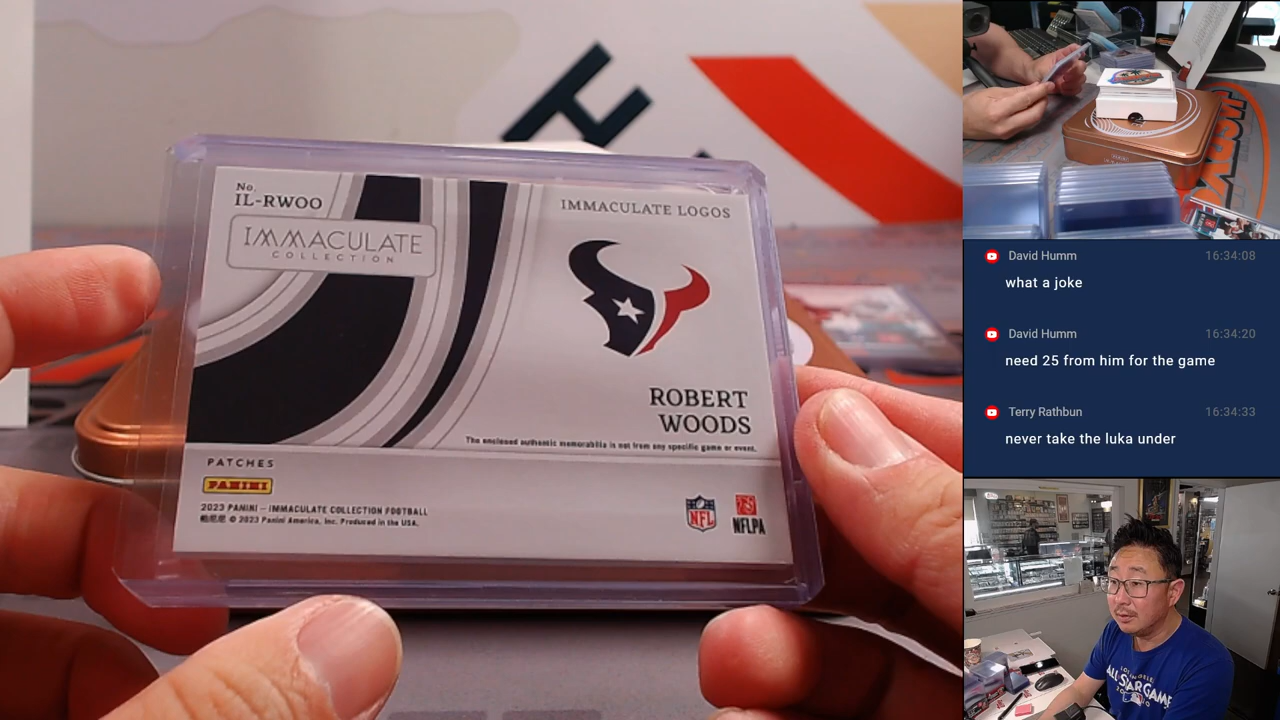 No.
IL-RWOO
IMMACULATE
COLLECTION
IMMACULATE LOGOS
ROBERT
WOODS
The enclosed authentic memorabilia is not from any specific game or event.
PATCHES
PANINI
2023 PANINI – IMMACULATE COLLECTION FOOTBALL
© 2023 Panini America, Inc. Produced in the USA.
NFL
NFLPA
David Humm 16:34:08
what a joke
David Humm 16:34:20
need 25 from him for the game
Terry Rathbun 16:34:33
never take the luka under
ALL STAR GAME